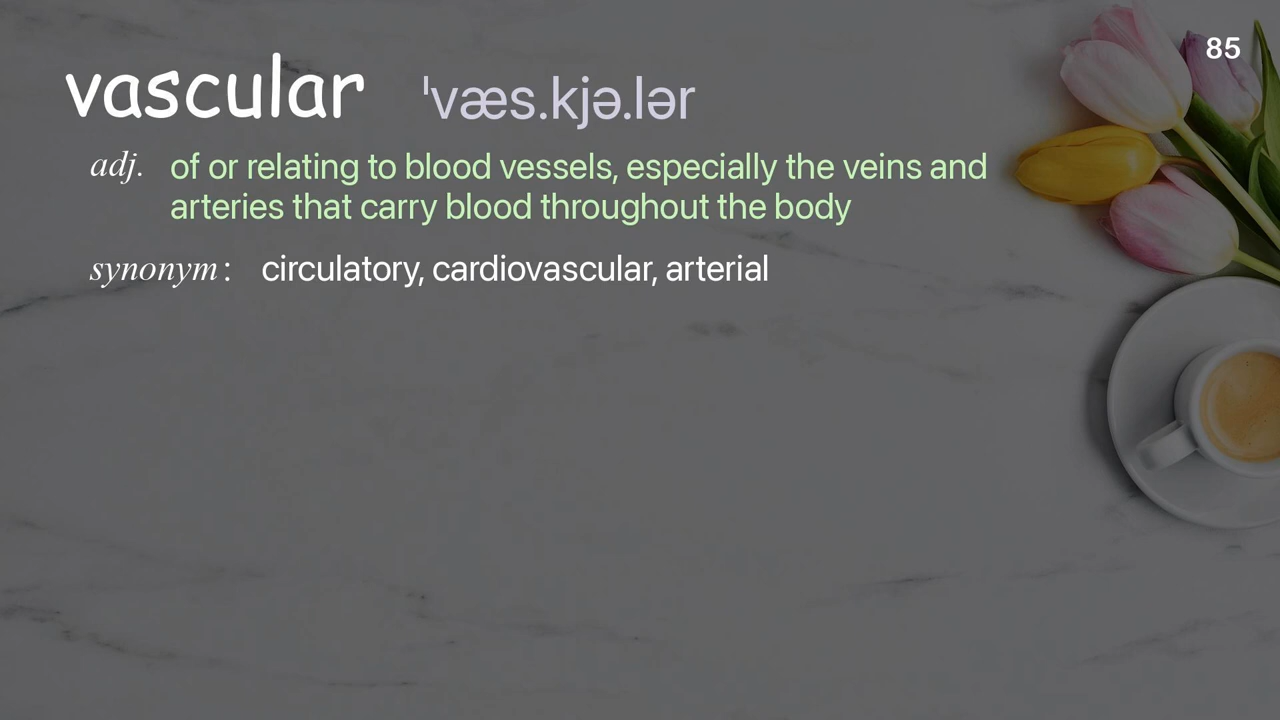 85
vascular ˈvæs.kjə.lər
adj. of or relating to blood vessels, especially the veins and
arteries that carry blood throughout the body
synonym: circulatory, cardiovascular, arterial